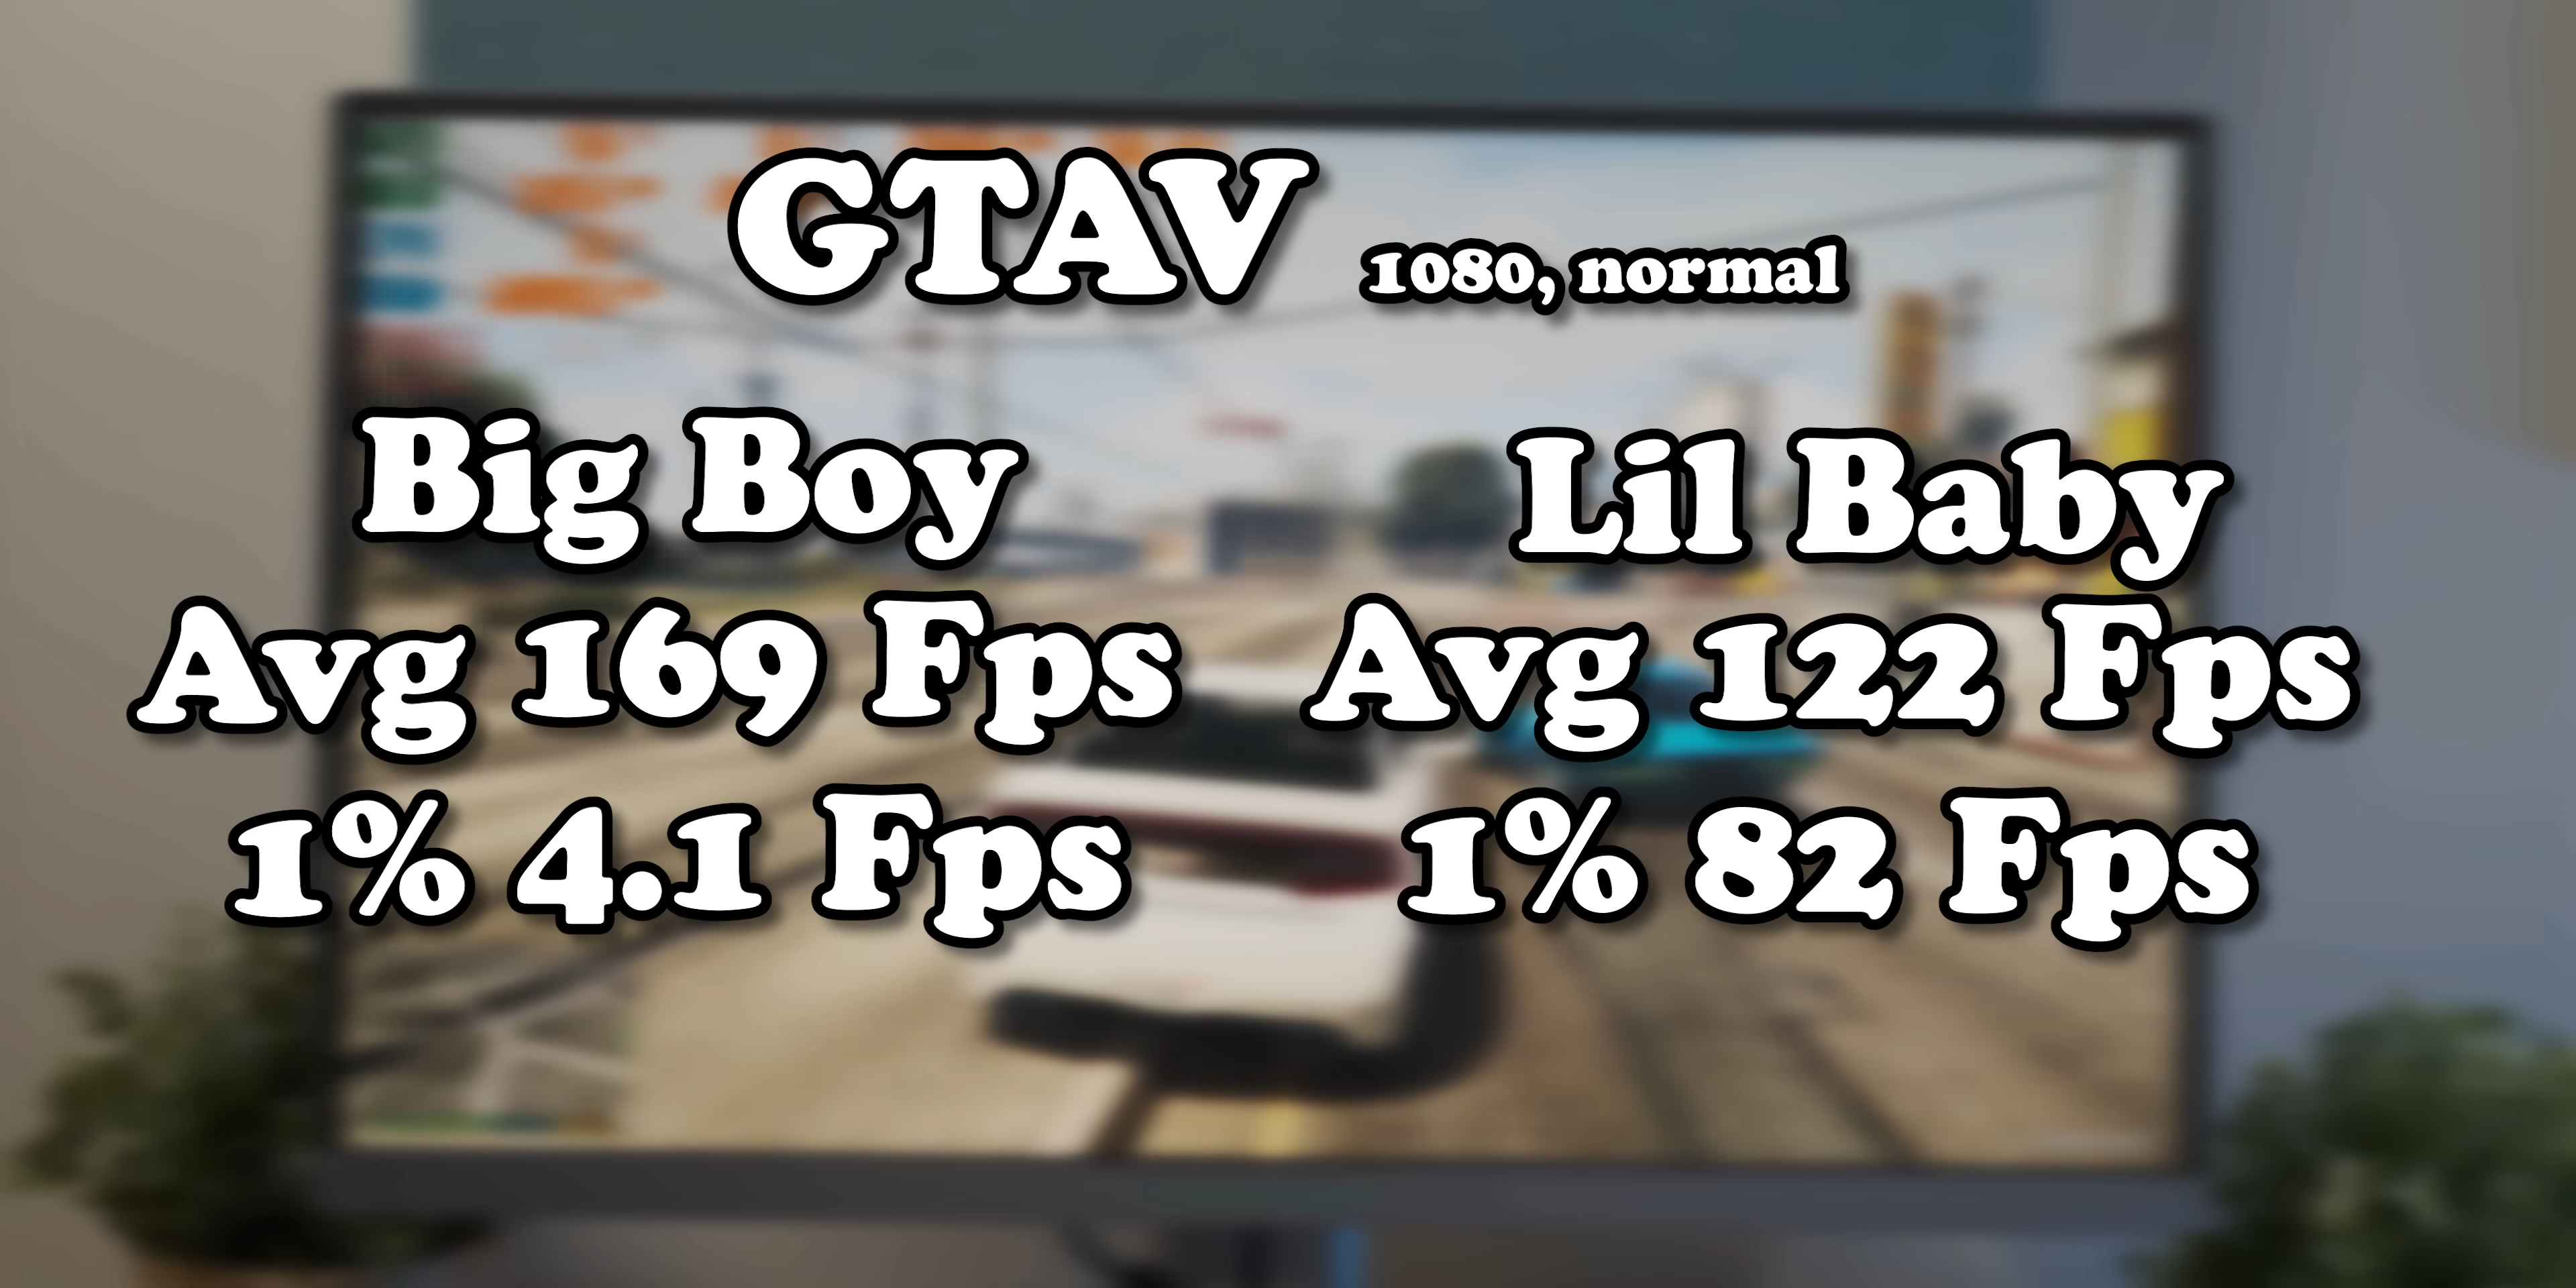 GTAV 1080, normal
Big Boy
Avg 169 Fps
1% 4.1 Fps
Lil Baby
Avg 122 Fps
1% 82 Fps